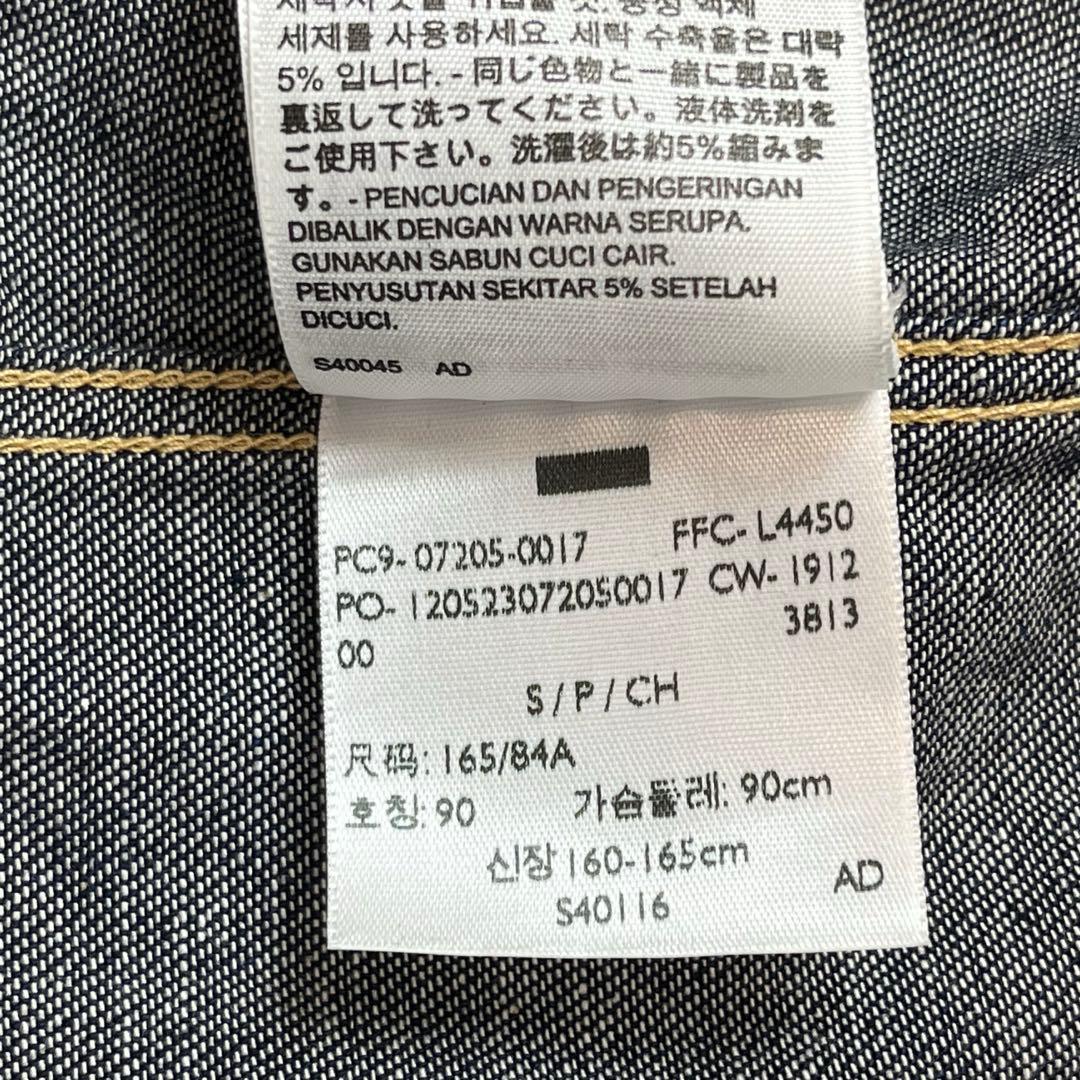 세제를 사용하세요. 세탁 수축율은 대략
5% 입니다. - 同じ色物と一緒に製品を
裏返して洗ってください。液体洗剤を
ご使用下さい。洗濯後は約5%縮みま
す。- PENCUCIAN DAN PENGERINGAN
DIBALIK DENGAN WARNA SERUPA.
GUNAKAN SABUN CUCI CAIR.
PENYUSUTAN SEKITAR 5% SETELAH
DICUCI.
S40045 AD
PC9- 07205-0017 FFC- L4450
PO- 120523072050017 CW- 1912
00 3813
S / P / CH
尺码: 165/84A
호칭: 90 가슴둘레: 90cm
신장 160-165cm
S40116 AD